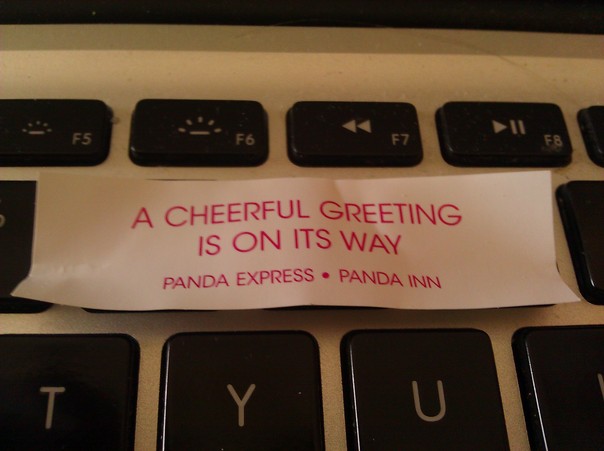 F5 F6 F7 F8
A CHEERFUL GREETING
IS ON ITS WAY
PANDA EXPRESS • PANDA INN
T Y U